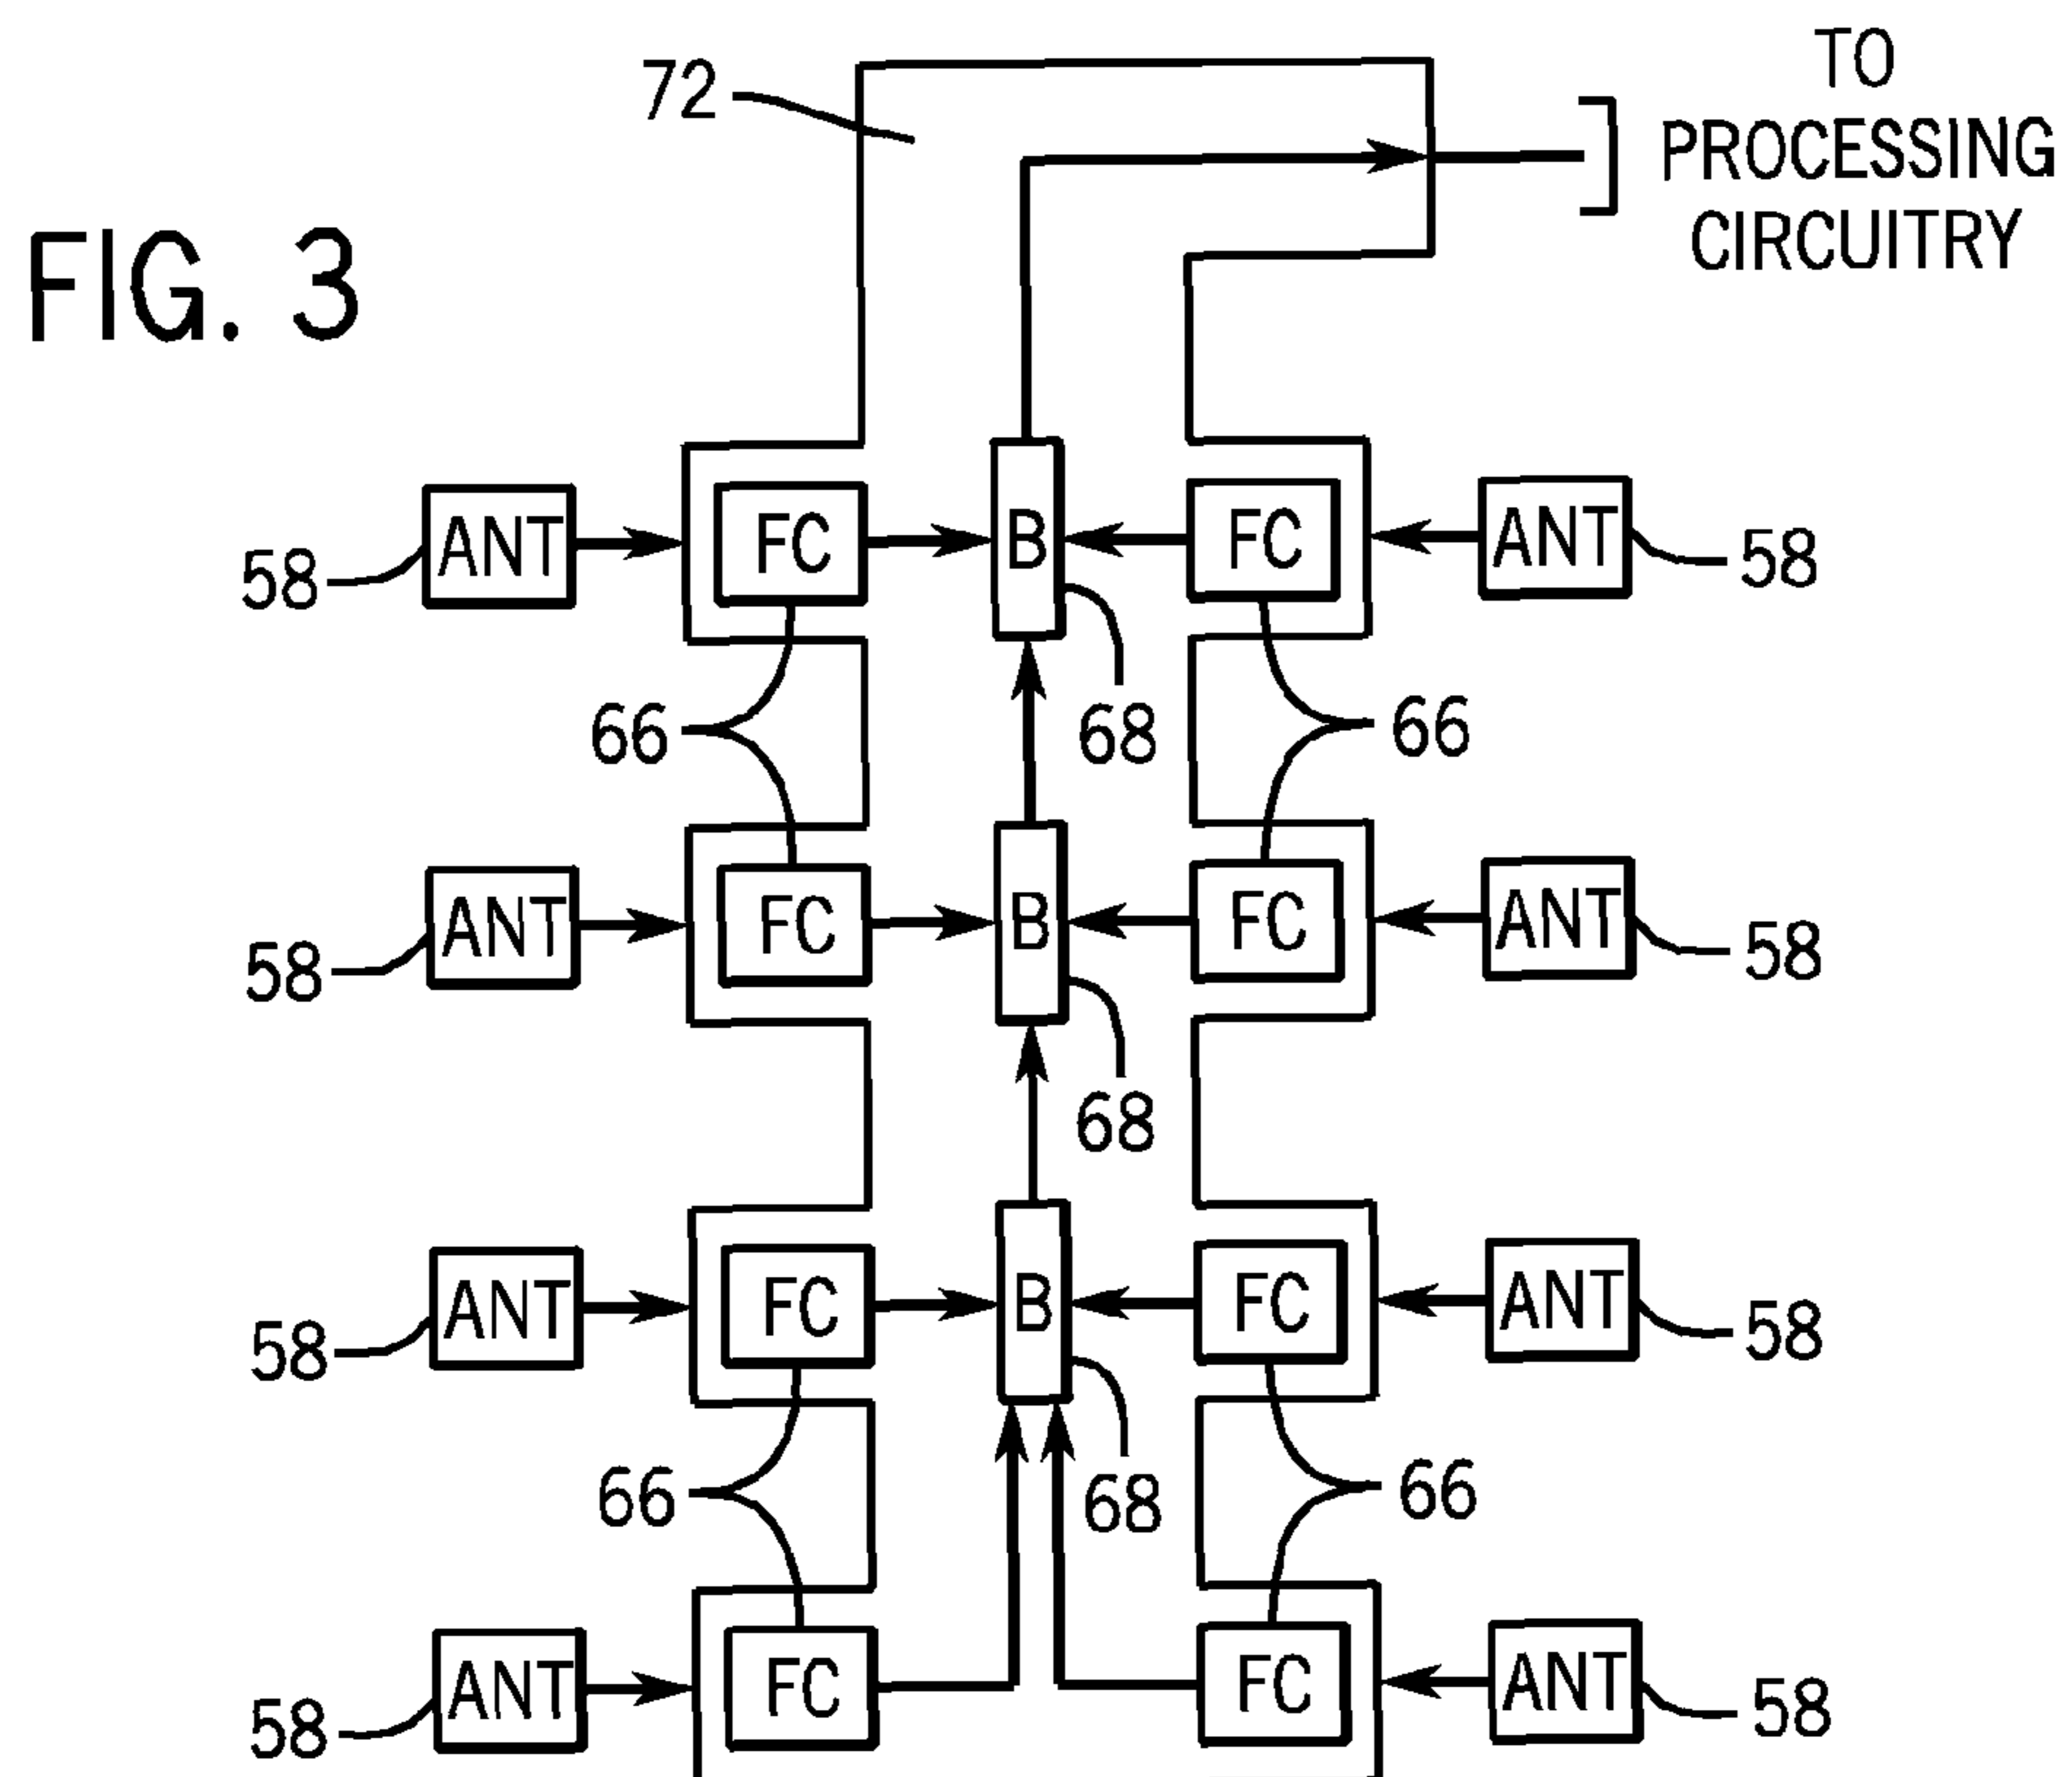 72
TO
PROCESSING
CIRCUITRY
FIG. 3
ANT FC B FC ANT
58 58
66 68 66
ANT FC B FC ANT
58 58
68
ANT FC B FC ANT
58 58
66 68 66
ANT FC FC ANT
58 58